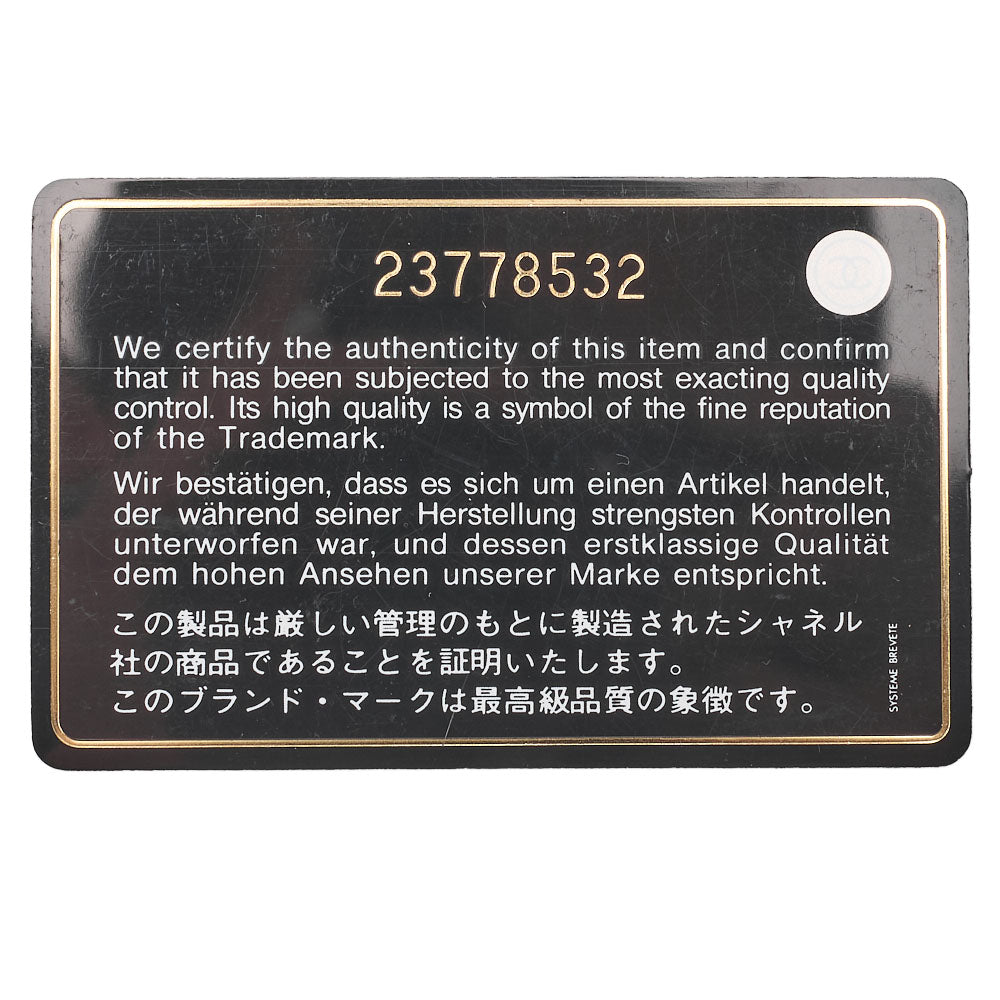 23778532
We certify the authenticity of this item and confirm
that it has been subjected to the most exacting quality
control. Its high quality is a symbol of the fine reputation
of the Trademark.
Wir bestätigen, dass es sich um einen Artikel handelt,
der während seiner Herstellung strengsten Kontrollen
unterworfen war, und dessen erstklassige Qualität
dem hohen Ansehen unserer Marke entspricht.
この製品は厳しい管理のもとに製造されたシャネル
社の商品であることを証明いたします。
このブランド・マークは最高級品質の象徴です。
SYSTEME BREVETE